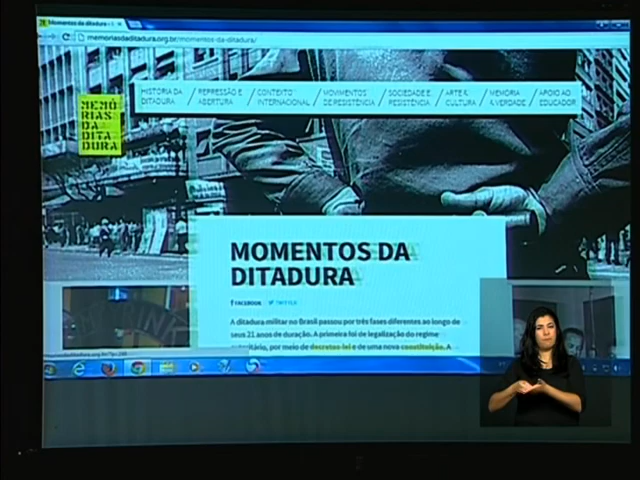 Momentos da ditadura
memoriasdaditadura.org.br/momentos-da-ditadura/
HISTÓRIA DA DITADURA / REPRESSÃO E ABERTURA / CONTEXTO INTERNACIONAL / MOVIMENTOS DE RESISTÊNCIA / SOCIEDADE E RESISTÊNCIA / ARTE & CULTURA / MEMÓRIA & VERDADE / APOIO AO EDUCADOR
MEMÓ
RIAS
DA
DITA
DURA
MOMENTOS DA
DITADURA
FACEBOOK TWITTER
A ditadura militar no Brasil passou por três fases diferentes ao longo de
seus 21 anos de duração. A primeira foi de legalização do regime
por meio de decretos-lei e de uma nova constituição. A